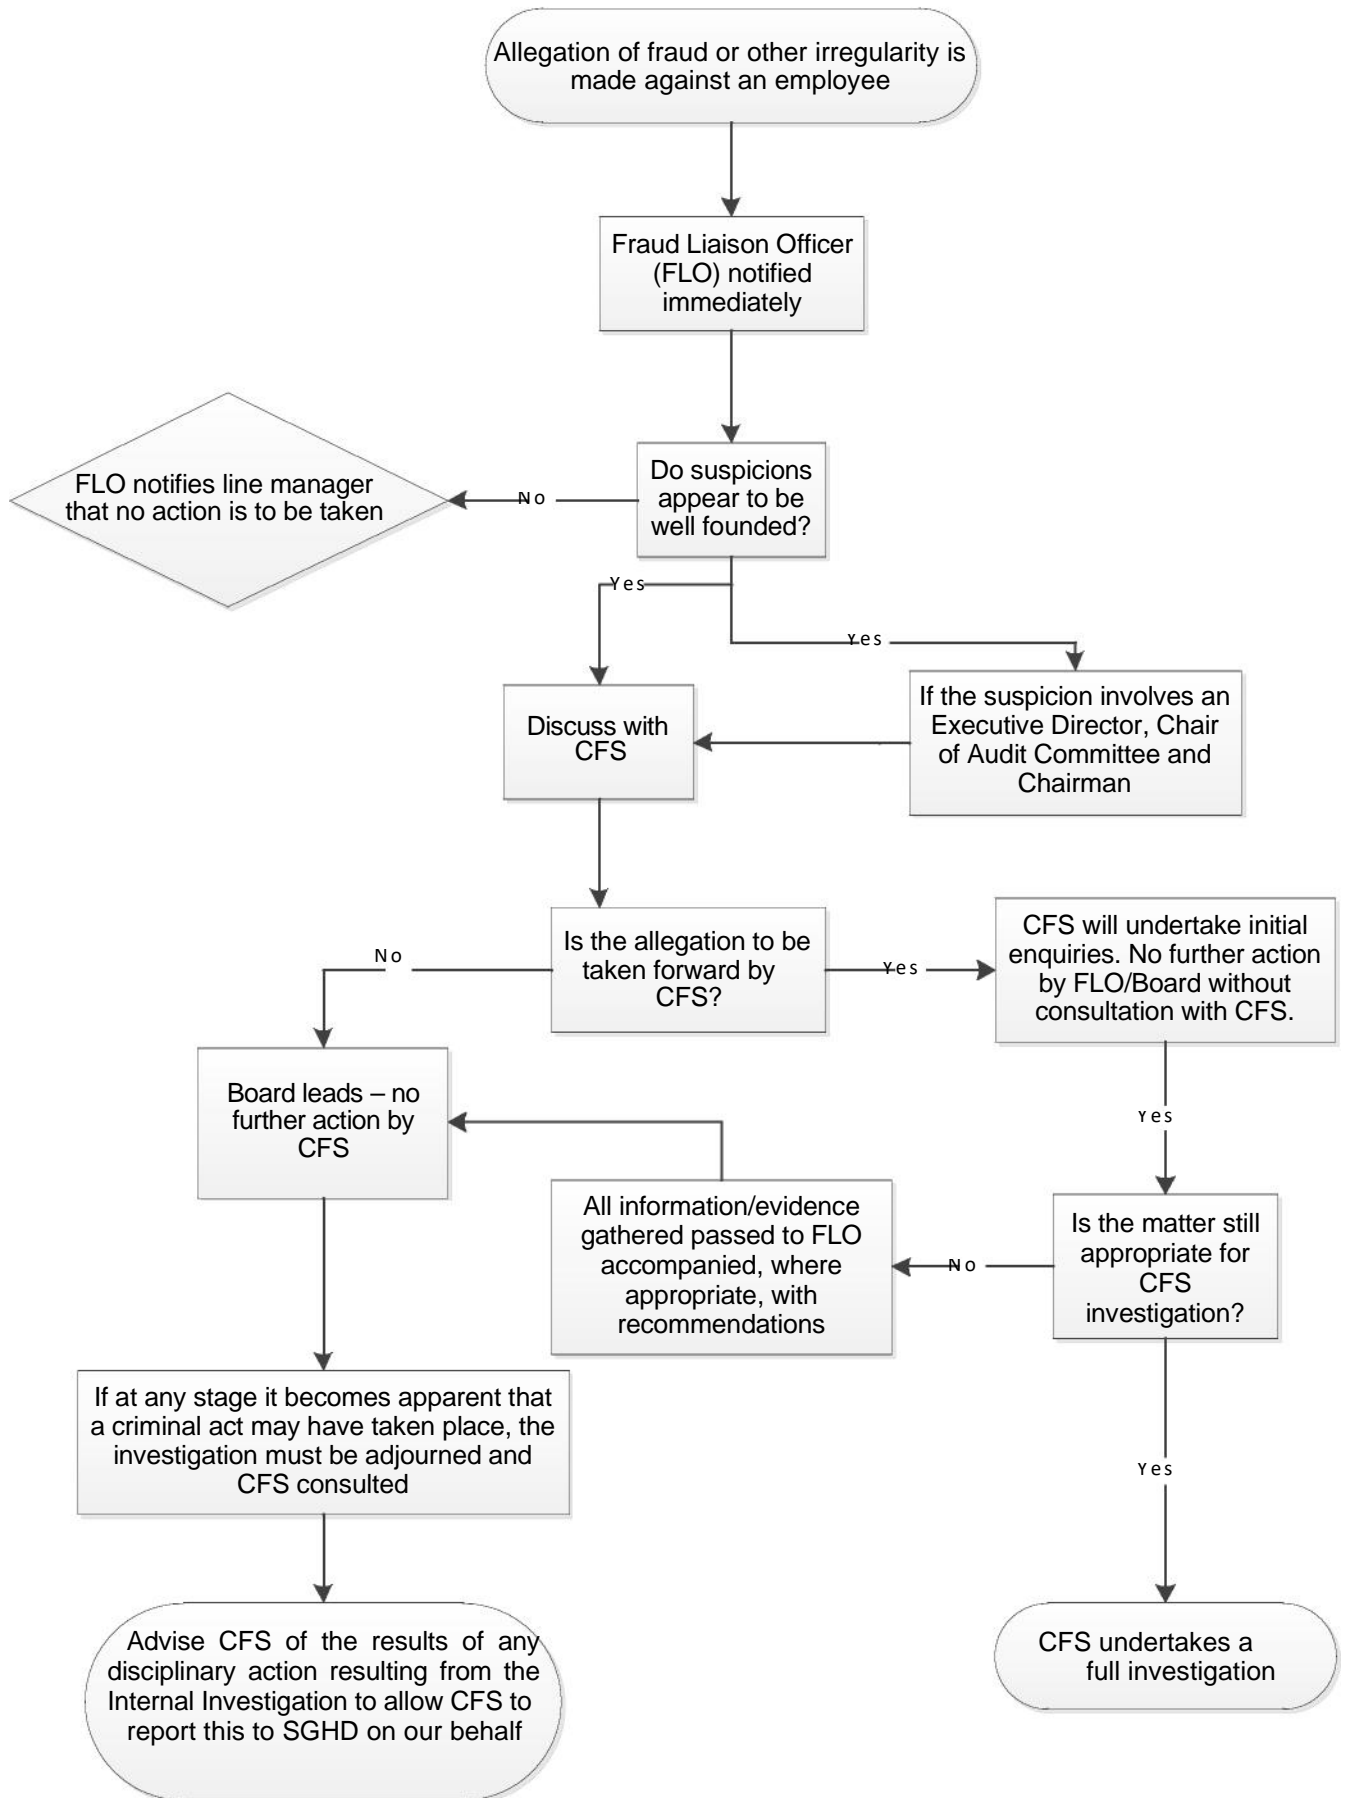 Allegation of fraud or other irregularity is
made against an employee
Fraud Liaison Officer
(FLO) notified
immediately
Do suspicions
appear to be
well founded?
No
FLO notifies line manager
that no action is to be taken
Yes
Yes
If the suspicion involves an
Executive Director, Chair
of Audit Committee and
Chairman
Discuss with
CFS
Is the allegation to be
taken forward by
CFS?
No
Yes
CFS will undertake initial
enquiries. No further action
by FLO/Board without
consultation with CFS.
Board leads – no
further action by
CFS
Yes
All information/evidence
gathered passed to FLO
accompanied, where
appropriate, with
recommendations
No
Is the matter still
appropriate for
CFS
investigation?
If at any stage it becomes apparent that
a criminal act may have taken place, the
investigation must be adjourned and
CFS consulted
Yes
Advise CFS of the results of any
disciplinary action resulting from the
Internal Investigation to allow CFS to
report this to SGHD on our behalf
CFS undertakes a
full investigation